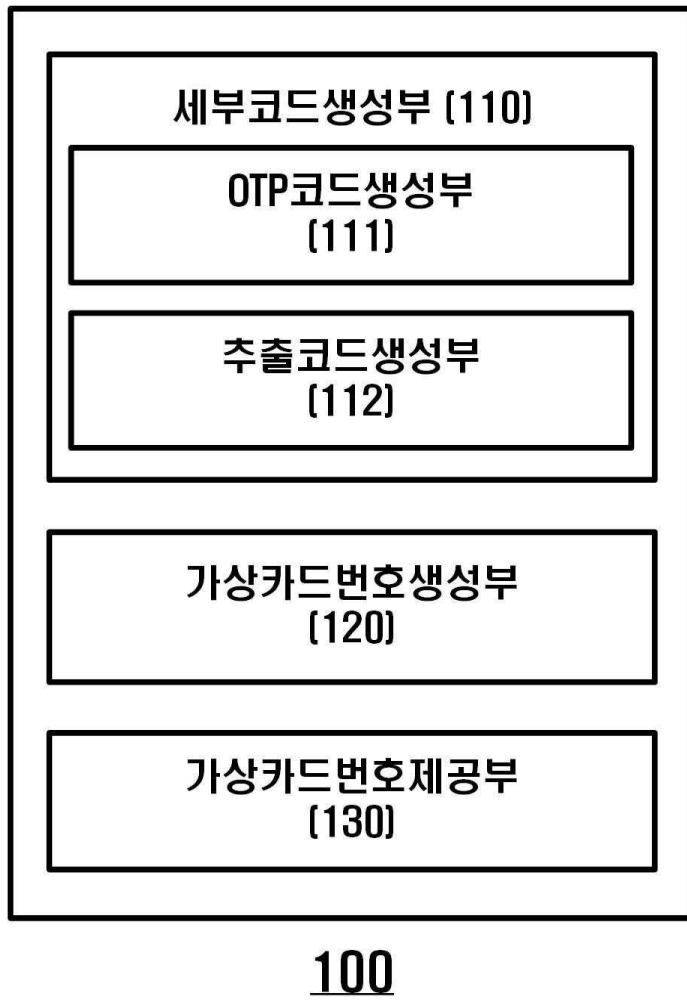 세부코드생성부 (110)
OTP코드생성부
(111)
추출코드생성부
(112)
가상카드번호생성부
(120)
가상카드번호제공부
(130)
100